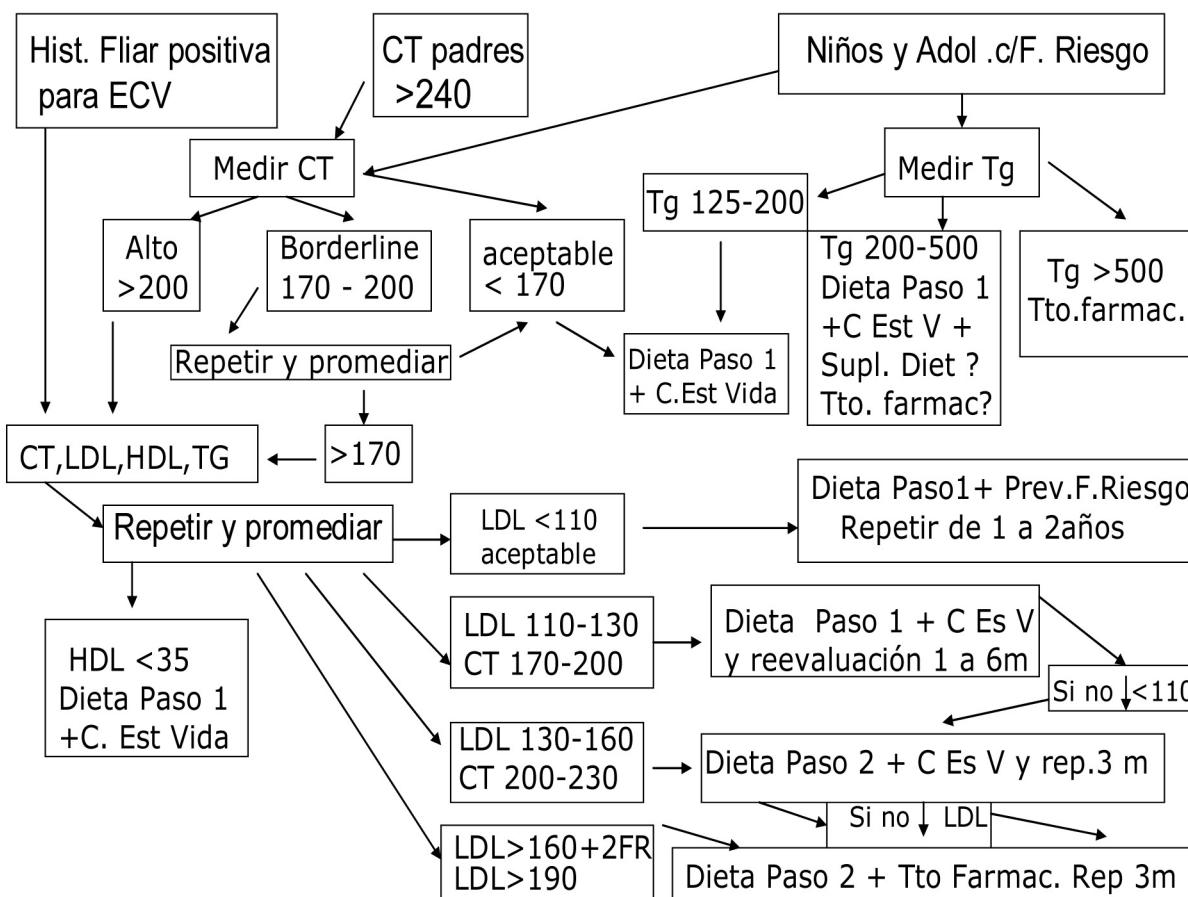 Hist. Fliar positiva
para ECV
CT padres
>240
Niños y Adol .c/F. Riesgo
Medir CT
Medir Tg
Tg 125-200
Alto
>200
Borderline
170 - 200
aceptable
< 170
Tg 200-500
Dieta Paso 1
+C Est V +
Supl. Diet ?
Tto. farmac?
Tg >500
Tto.farmac.
Repetir y promediar
Dieta Paso 1
+ C.Est Vida
CT,LDL,HDL,TG
>170
Repetir y promediar
LDL <110
aceptable
Dieta Paso1+ Prev.F.Riesgo
Repetir de 1 a 2años
HDL <35
Dieta Paso 1
+C. Est Vida
LDL 110-130
CT 170-200
Dieta Paso 1 + C Es V
y reevaluación 1 a 6m
Si no ↓<110
LDL 130-160
CT 200-230
Dieta Paso 2 + C Es V y rep.3 m
Si no ↓ LDL
LDL>160+2FR
LDL>190
Dieta Paso 2 + Tto Farmac. Rep 3m